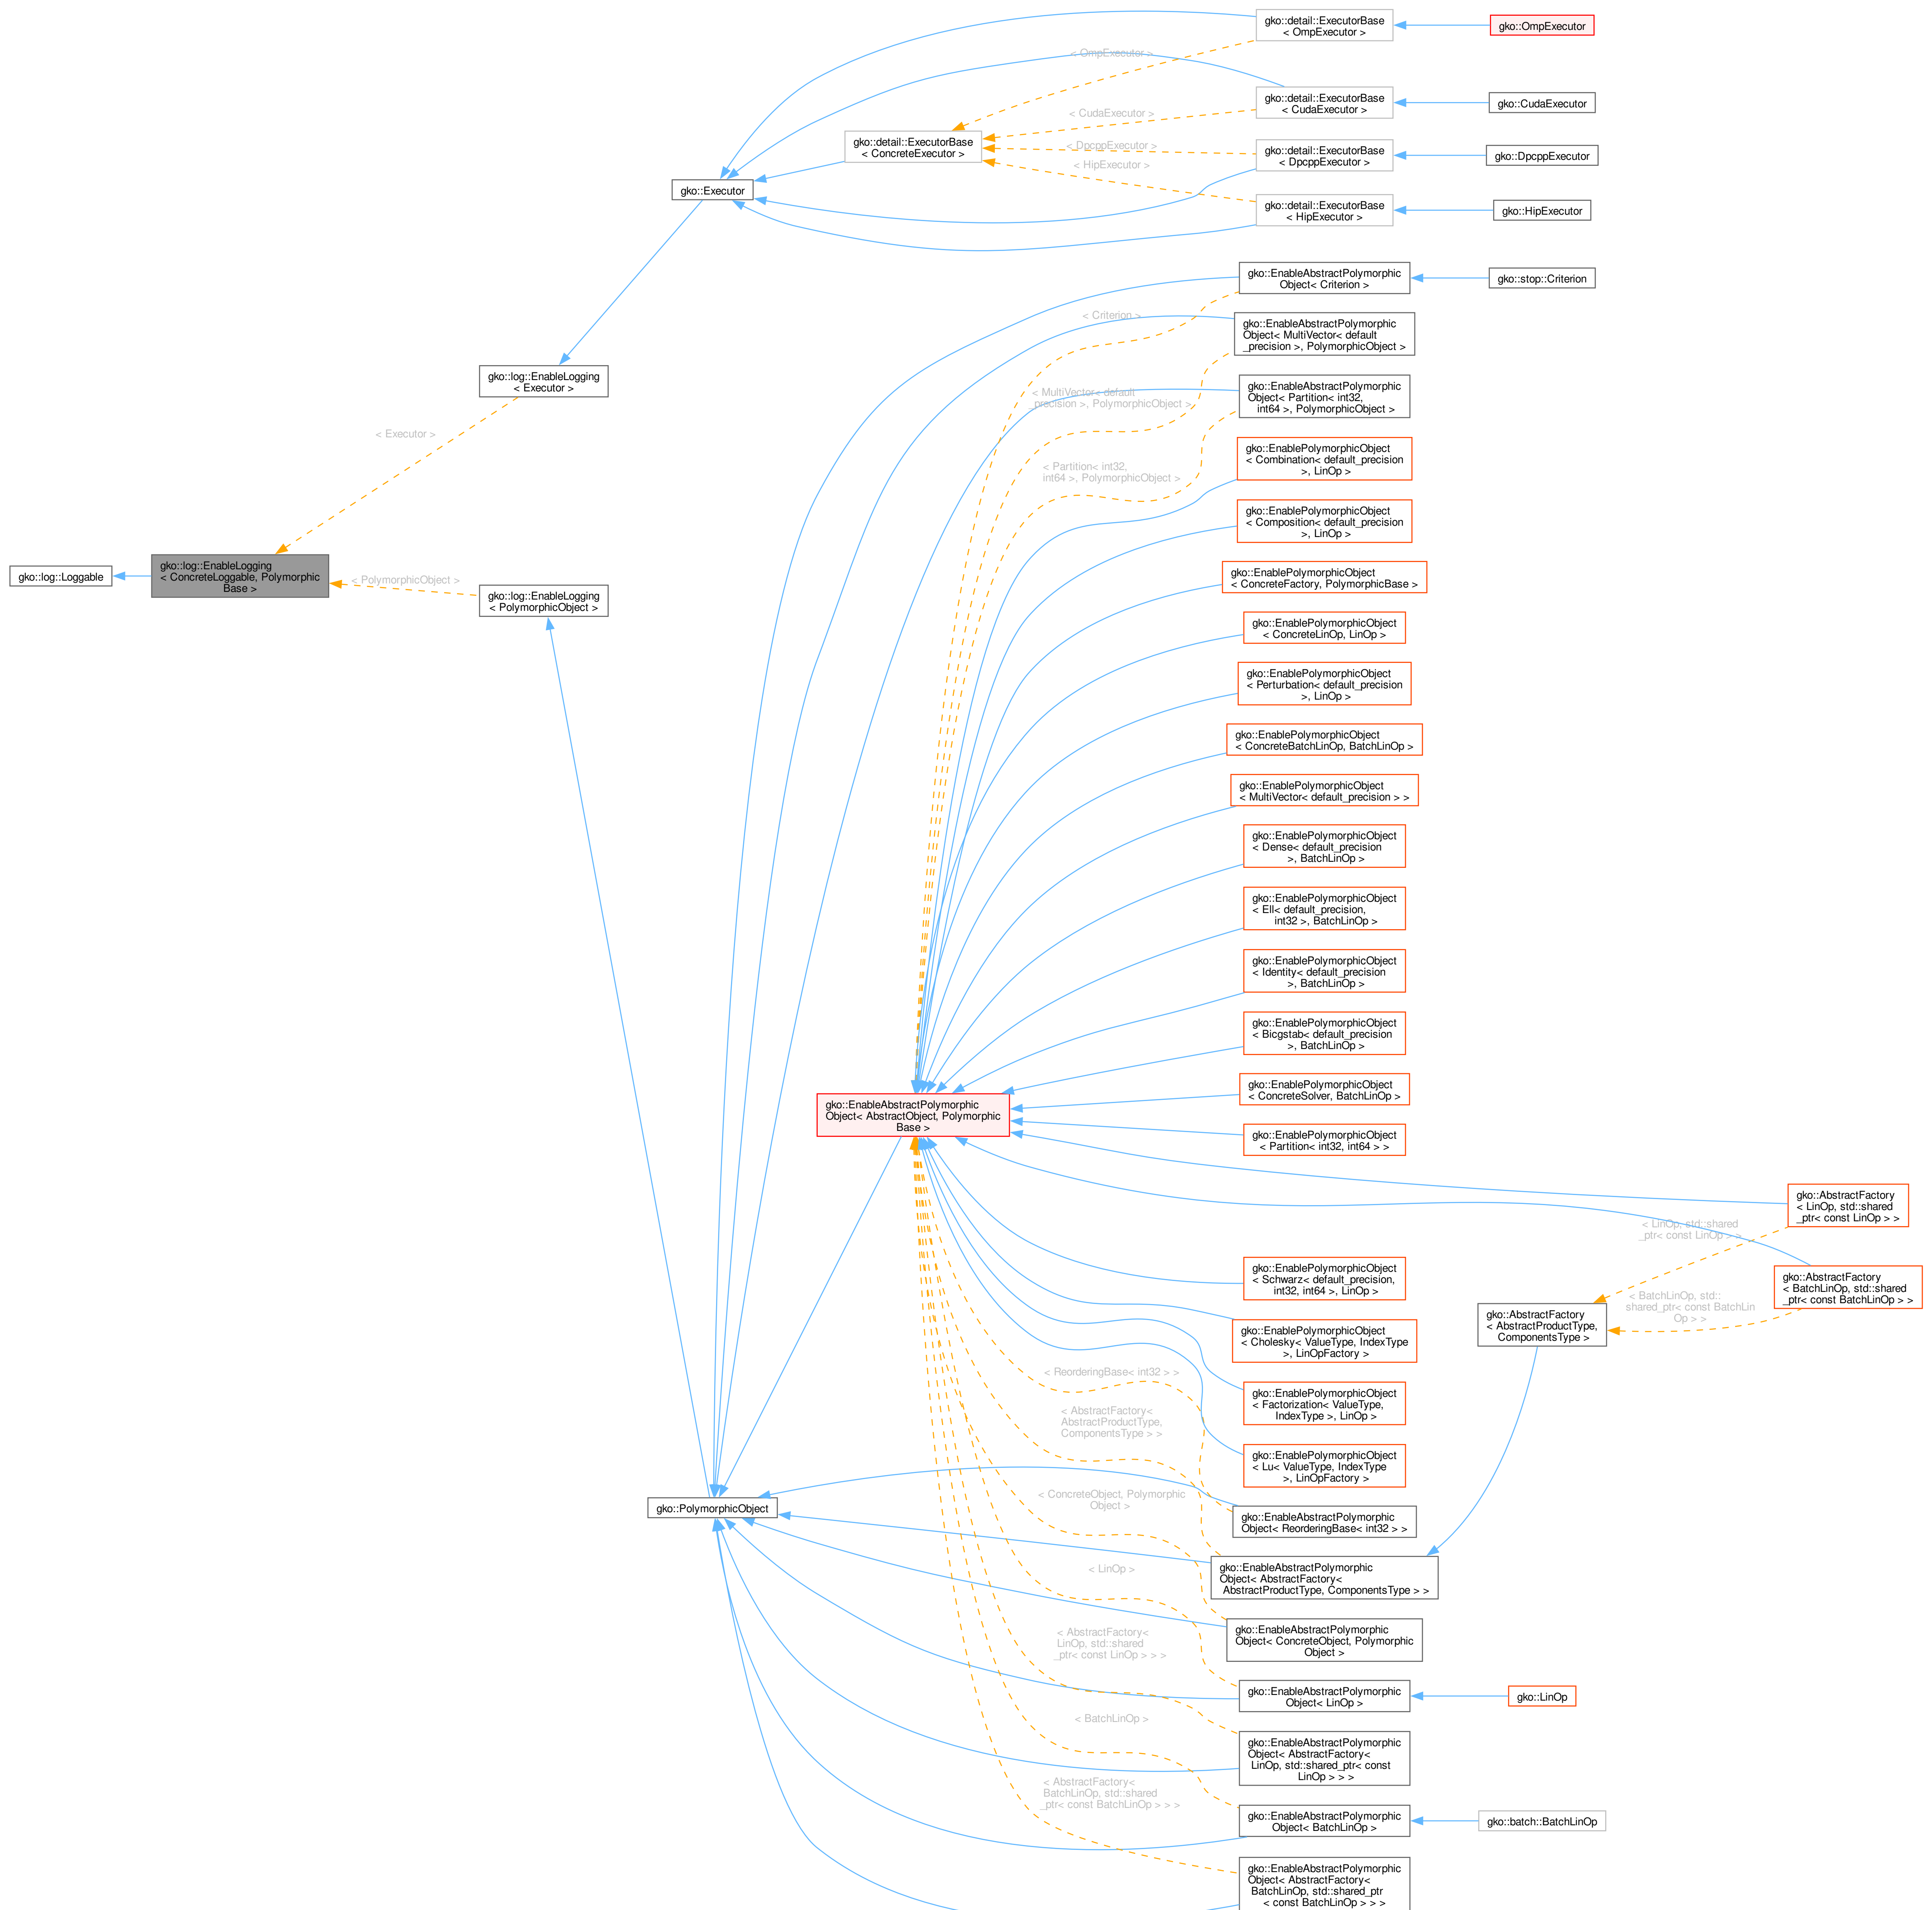 gko::log::Loggable
gko::log::EnableLogging
< ConcreteLoggable, Polymorphic
Base >
< Executor >
< PolymorphicObject >
gko::log::EnableLogging
< Executor >
gko::log::EnableLogging
< PolymorphicObject >
gko::Executor
gko::PolymorphicObject
gko::detail::ExecutorBase
< ConcreteExecutor >
< OmpExecutor >
< CudaExecutor >
< DpcppExecutor >
< HipExecutor >
gko::detail::ExecutorBase
< OmpExecutor >
gko::OmpExecutor
gko::detail::ExecutorBase
< CudaExecutor >
gko::CudaExecutor
gko::detail::ExecutorBase
< DpcppExecutor >
gko::DpcppExecutor
gko::detail::ExecutorBase
< HipExecutor >
gko::HipExecutor
gko::EnableAbstractPolymorphic
Object< AbstractObject, Polymorphic
Base >
< Criterion >
< MultiVector< default
_precision >, PolymorphicObject >
< Partition< int32,
int64 >, PolymorphicObject >
gko::EnableAbstractPolymorphic
Object< Criterion >
gko::stop::Criterion
gko::EnableAbstractPolymorphic
Object< MultiVector< default
_precision >, PolymorphicObject >
gko::EnableAbstractPolymorphic
Object< Partition< int32,
int64 >, PolymorphicObject >
gko::EnablePolymorphicObject
< Combination< default_precision
>, LinOp >
gko::EnablePolymorphicObject
< Composition< default_precision
>, LinOp >
gko::EnablePolymorphicObject
< ConcreteFactory, PolymorphicBase >
gko::EnablePolymorphicObject
< ConcreteLinOp, LinOp >
gko::EnablePolymorphicObject
< Perturbation< default_precision
>, LinOp >
gko::EnablePolymorphicObject
< ConcreteBatchLinOp, BatchLinOp >
gko::EnablePolymorphicObject
< MultiVector< default_precision > >
gko::EnablePolymorphicObject
< Dense< default_precision
>, BatchLinOp >
gko::EnablePolymorphicObject
< Ell< default_precision,
int32 >, BatchLinOp >
gko::EnablePolymorphicObject
< Identity< default_precision
>, BatchLinOp >
gko::EnablePolymorphicObject
< Bicgstab< default_precision
>, BatchLinOp >
gko::EnablePolymorphicObject
< ConcreteSolver, BatchLinOp >
gko::EnablePolymorphicObject
< Partition< int32, int64 > >
gko::AbstractFactory
< LinOp, std::shared
_ptr< const LinOp > >
< LinOp, std::shared
_ptr< const LinOp > >
gko::AbstractFactory
< BatchLinOp, std::shared
_ptr< const BatchLinOp > >
< BatchLinOp, std::
shared_ptr< const BatchLin
Op > >
gko::AbstractFactory
< AbstractProductType,
ComponentsType >
gko::EnablePolymorphicObject
< Schwarz< default_precision,
int32, int64 >, LinOp >
gko::EnablePolymorphicObject
< Cholesky< ValueType, IndexType
>, LinOpFactory >
gko::EnablePolymorphicObject
< Factorization< ValueType,
IndexType >, LinOp >
gko::EnablePolymorphicObject
< Lu< ValueType, IndexType
>, LinOpFactory >
< ReorderingBase< int32 > >
< AbstractFactory<
AbstractProductType,
ComponentsType > >
< ConcreteObject, Polymorphic
Object >
< LinOp >
< AbstractFactory<
LinOp, std::shared
_ptr< const LinOp > > >
< BatchLinOp >
< AbstractFactory<
BatchLinOp, std::shared
_ptr< const BatchLinOp > > >
gko::EnableAbstractPolymorphic
Object< ReorderingBase< int32 > >
gko::EnableAbstractPolymorphic
Object< AbstractFactory<
AbstractProductType, ComponentsType > >
gko::EnableAbstractPolymorphic
Object< ConcreteObject, Polymorphic
Object >
gko::EnableAbstractPolymorphic
Object< LinOp >
gko::LinOp
gko::EnableAbstractPolymorphic
Object< AbstractFactory<
LinOp, std::shared_ptr< const
LinOp > > >
gko::EnableAbstractPolymorphic
Object< BatchLinOp >
gko::batch::BatchLinOp
gko::EnableAbstractPolymorphic
Object< AbstractFactory<
BatchLinOp, std::shared_ptr
< const BatchLinOp > > >